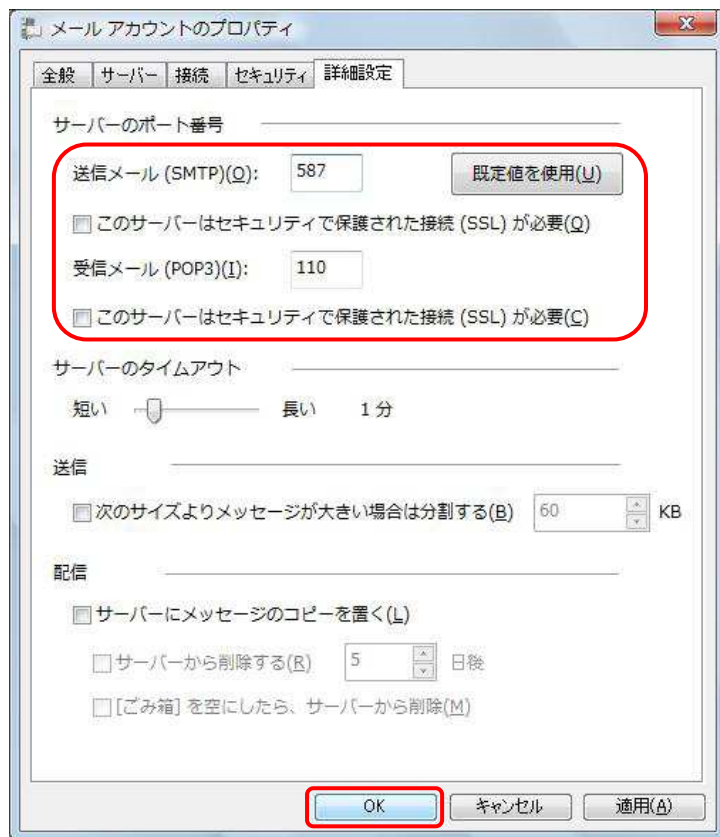 メール アカウントのプロパティ
全般 サーバー 接続 セキュリティ 詳細設定
サーバーのポート番号
送信メール (SMTP)(O): 587 既定値を使用(U)
このサーバーはセキュリティで保護された接続 (SSL) が必要(Q)
受信メール (POP3)(I): 110
このサーバーはセキュリティで保護された接続 (SSL) が必要(C)
サーバーのタイムアウト
短い 長い 1 分
送信
次のサイズよりメッセージが大きい場合は分割する(B) 60 KB
配信
サーバーにメッセージのコピーを置く(L)
サーバーから削除する(R) 5 日後
[ごみ箱] を空にしたら、サーバーから削除(M)
OK キャンセル 適用(A)